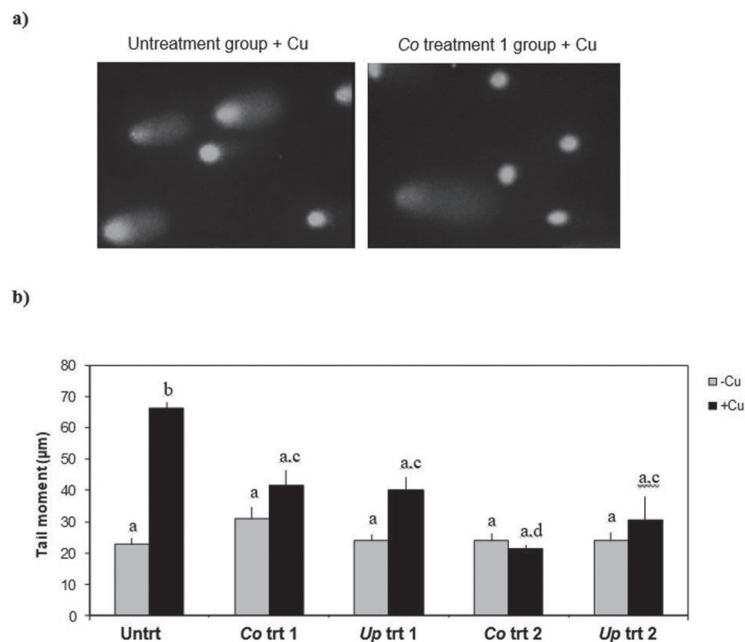 a)
Untreatment group + Cu
Co treatment 1 group + Cu
b)
80
70
60
50
40
30
20
10
0
Tail moment (µm)
a
b
a
a,c
a
a,c
a
a,d
a
a,c
-Cu
+Cu
Untrt
Co trt 1
Up trt 1
Co trt 2
Up trt 2